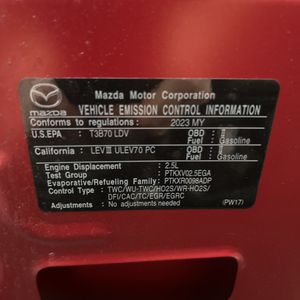 Mazda Motor Corporation
mazda
VEHICLE EMISSION CONTROL INFORMATION
Conforms to regulations: 2023 MY
U.S.EPA : T3B70 LDV OBD : II
Fuel : Gasoline
California : LEVIII ULEV70 PC OBD : II
Fuel : Gasoline
Engine Displacement : 2.5L
Test Group : PTKXV02.5EGA
Evaporative/Refueling Family : PTKXR0098ADP
Control Type : TWC/WU-TWC/HO2S/WR-HO2S/
DFI/CAC/TC/EGR/EGRC
Adjustments : No adjustments needed. (PW17)